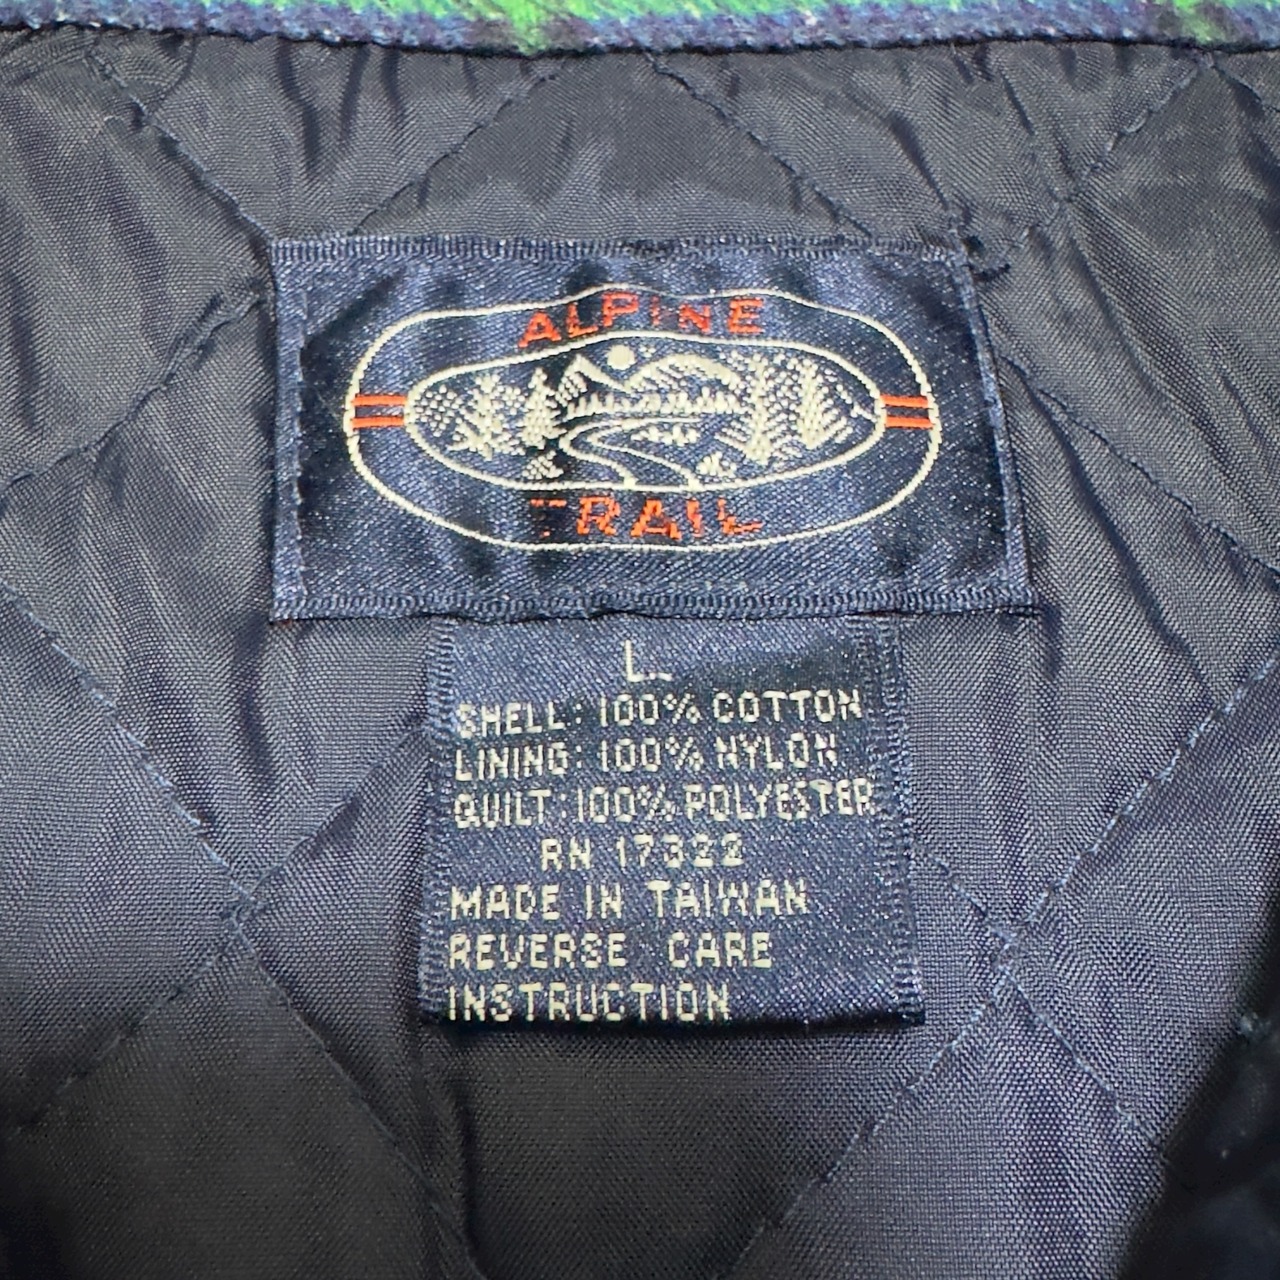 ALPINE
TRAIL
L
SHELL: 100% COTTON
LINING: 100% NYLON
QUILT: 100% POLYESTER
RN 17322
MADE IN TAIWAN
REVERSE CARE
INSTRUCTION